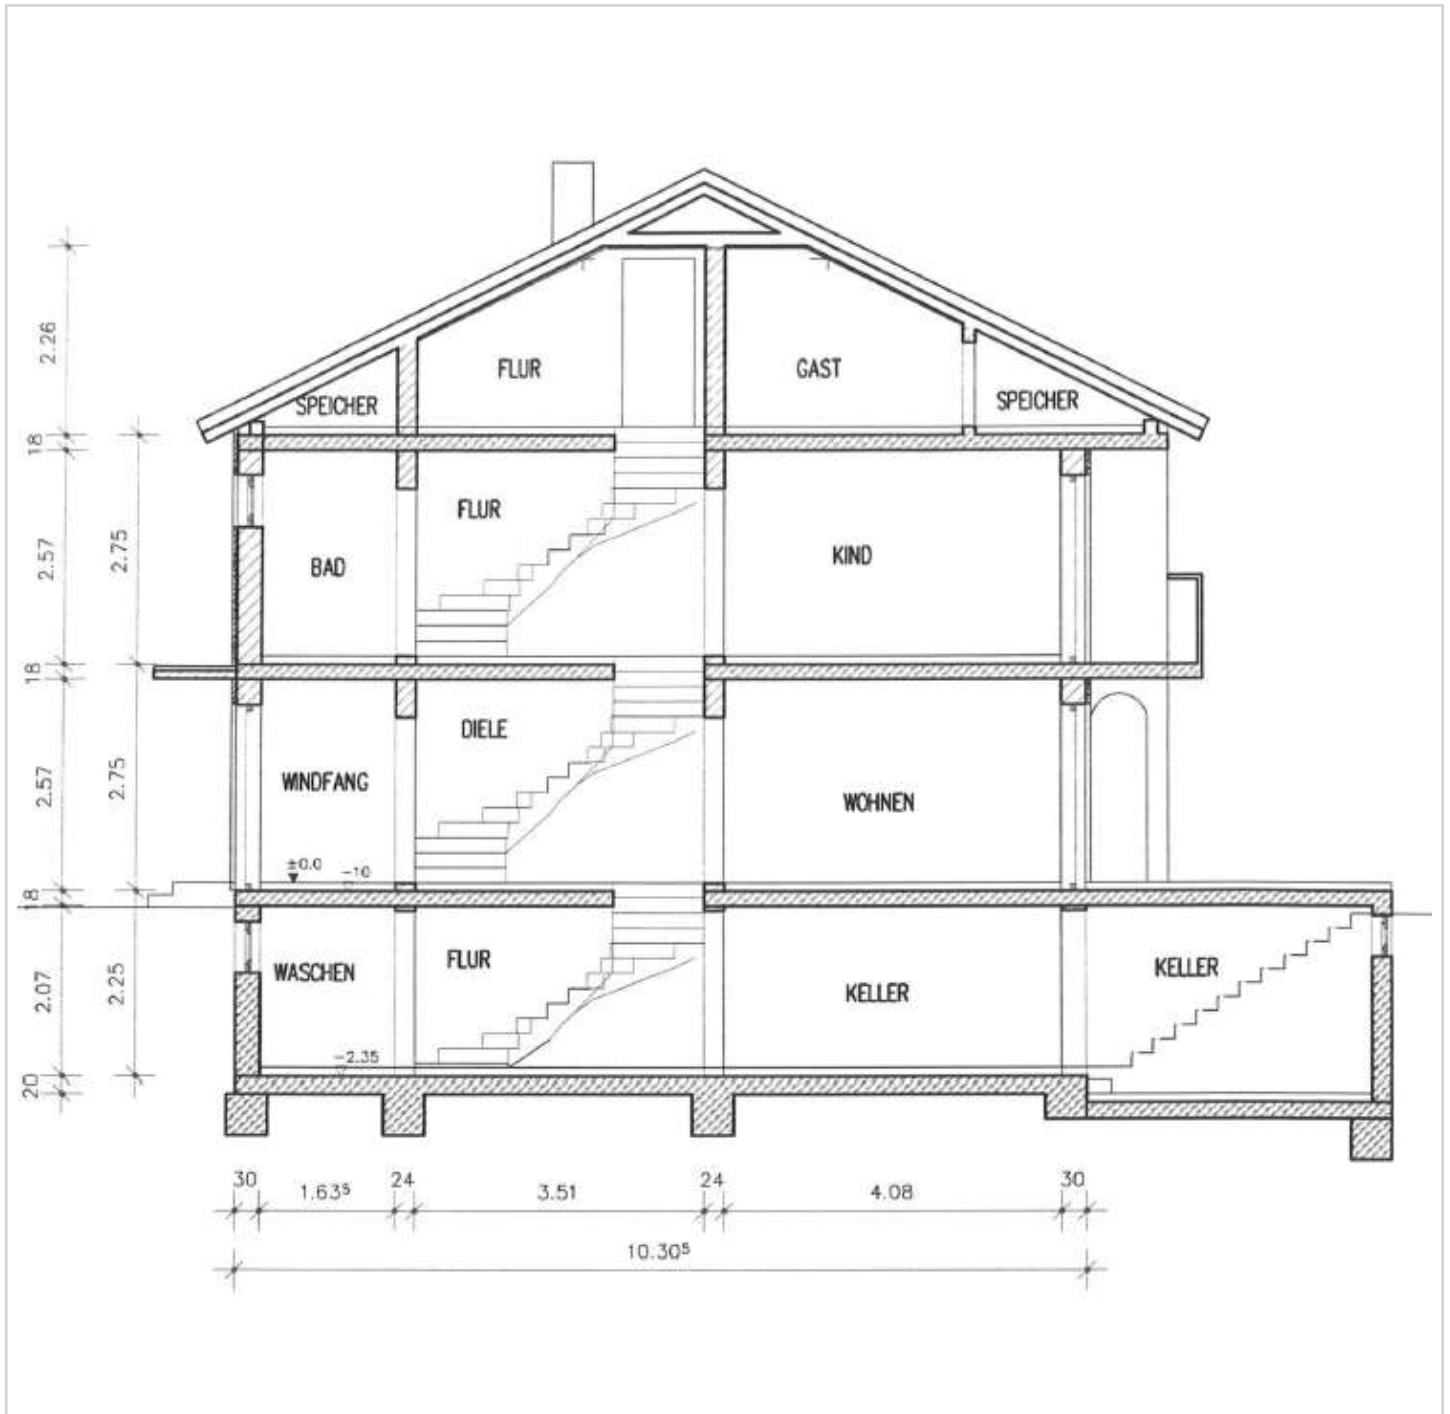 2.26
FLUR
GAST
SPEICHER
SPEICHER
18
FLUR
2.57
2.75
BAD
KIND
18
DIELE
2.57
2.75
WINDFANG
WOHNEN
±0.0
-10
18
FLUR
WASCHEN
KELLER
KELLER
2.07
2.25
-2.35
20
30
1.63⁵
24
3.51
24
4.08
30
10.30⁵